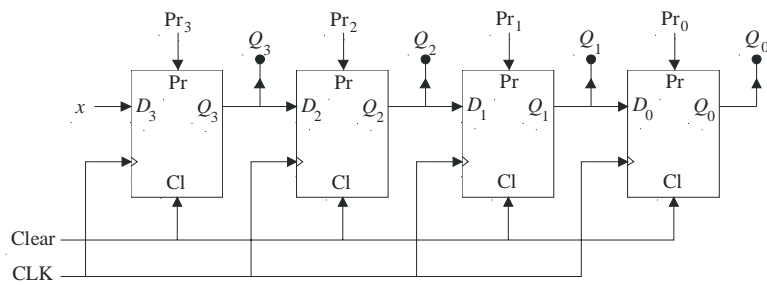 Pr₃ Pr₂ Pr₁ Pr₀
Q₃ Q₂ Q₁ Q₀
Pr Pr Pr Pr
x D₃ Q₃ D₂ Q₂ D₁ Q₁ D₀ Q₀
Cl Cl Cl Cl
Clear
CLK